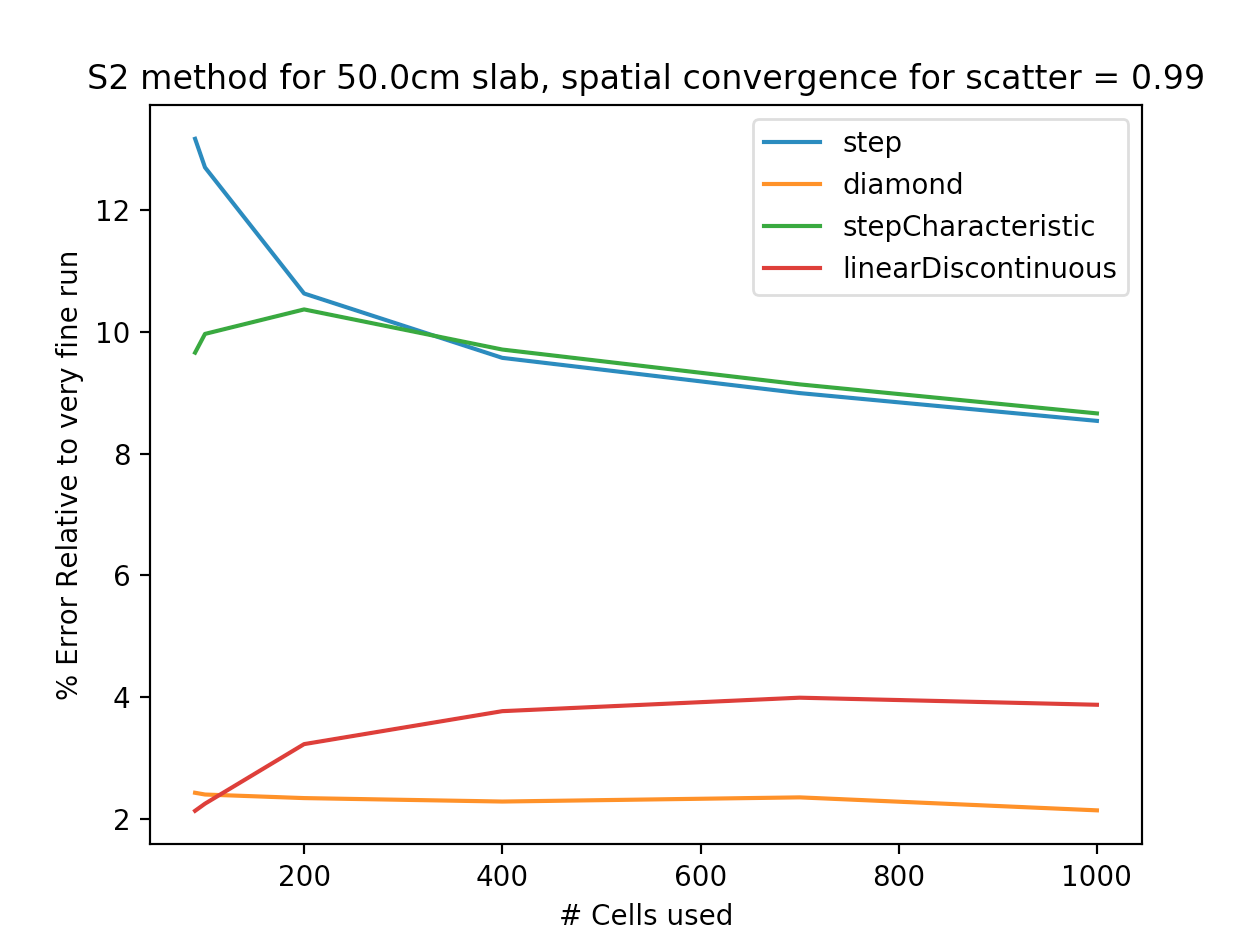 S2 method for 50.0cm slab, spatial convergence for scatter = 0.99
step
diamond
stepCharacteristic
linearDiscontinuous
12
10
8
6
4
2
% Error Relative to very fine run
200 400 600 800 1000
# Cells used